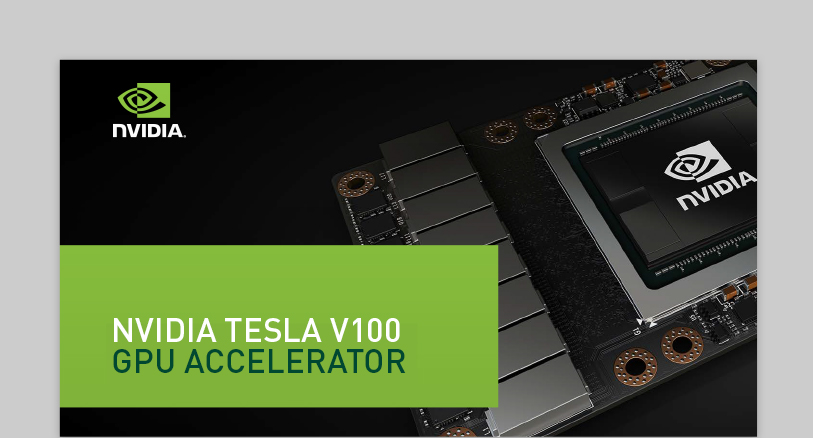 NVIDIA.
NVIDIA
NVIDIA TESLA V100
GPU ACCELERATOR